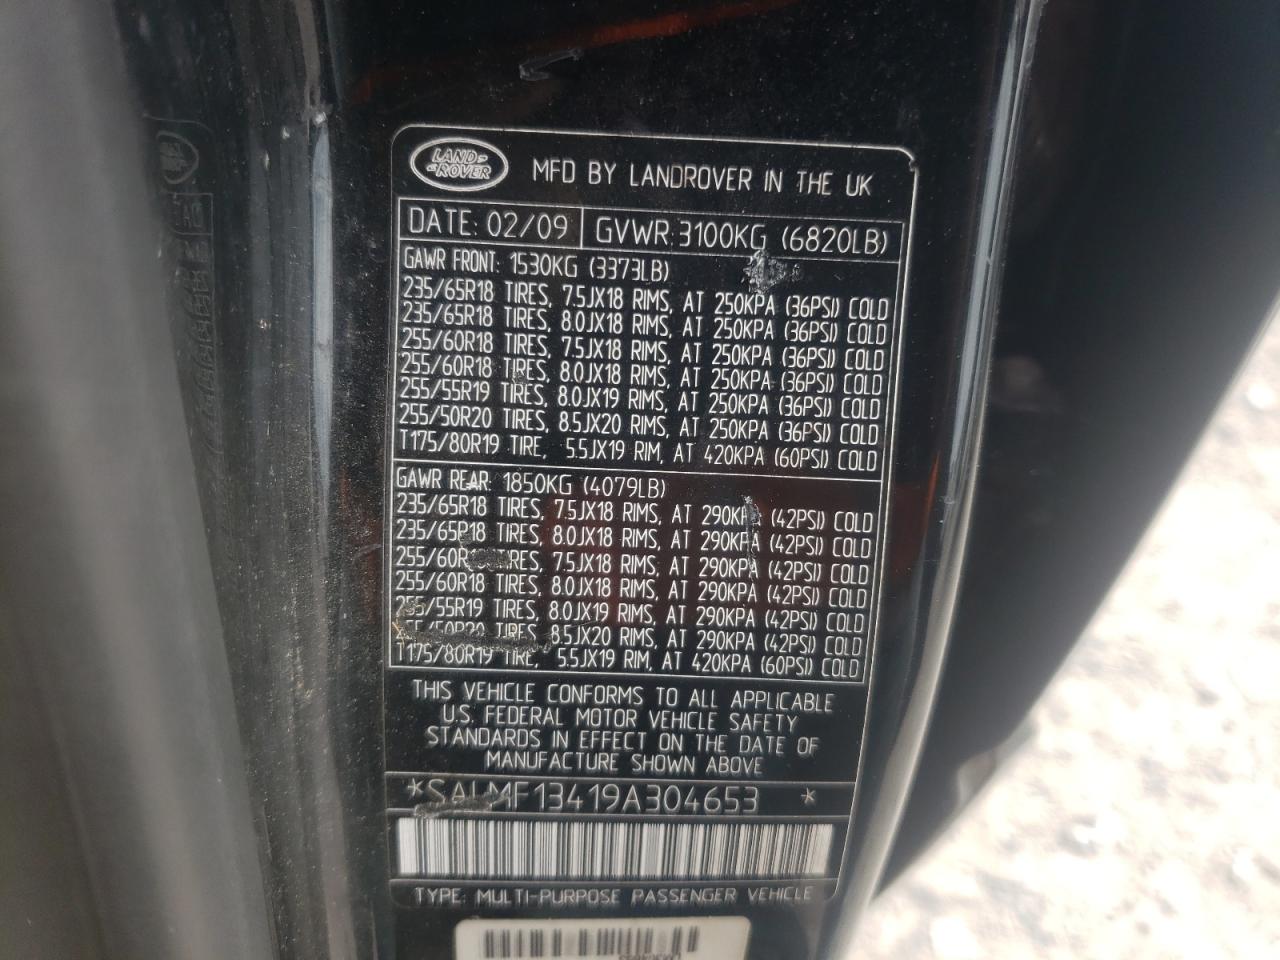 LAND-
ROVER
MFD BY LANDROVER IN THE UK
DATE: 02/09 GVWR: 3100KG (6820LB)
GAWR FRONT: 1530KG (3373LB)
235/65R18 TIRES, 7.5JX18 RIMS, AT 250KPA (36PSI) COLD
235/65R18 TIRES, 8.0JX18 RIMS, AT 250KPA (36PSI) COLD
255/60R18 TIRES, 7.5JX18 RIMS, AT 250KPA (36PSI) COLD
255/60R18 TIRES, 8.0JX18 RIMS, AT 250KPA (36PSI) COLD
255/55R19 TIRES, 8.0JX19 RIMS, AT 250KPA (36PSI) COLD
255/50R20 TIRES, 8.5JX20 RIMS, AT 250KPA (36PSI) COLD
T175/80R19 TIRE, 5.5JX19 RIM, AT 420KPA (60PSI) COLD
GAWR REAR: 1850KG (4079LB)
235/65R18 TIRES, 7.5JX18 RIMS, AT 290KPA (42PSI) COLD
235/65R18 TIRES, 8.0JX18 RIMS, AT 290KPA (42PSI) COLD
7.5JX18 RIMS, AT 290KPA (42PSI) COLD
255/60R18 TIRES, 8.0JX18 RIMS, AT 290KPA (42PSI) COLD
255/55R19 TIRES, 8.0JX19 RIMS, AT 290KPA (42PSI) COLD
255/50R20 TIRES, 8.5JX20 RIMS, AT 290KPA (42PSI) COLD
T175/80R19 TIRE, 5.5JX19 RIM, AT 420KPA (60PSI) COLD
THIS VEHICLE CONFORMS TO ALL APPLICABLE
U.S. FEDERAL MOTOR VEHICLE SAFETY
STANDARDS IN EFFECT ON THE DATE OF
MANUFACTURE SHOWN ABOVE
*SALMF13419A304653 *
TYPE: MULTI-PURPOSE PASSENGER VEHICLE